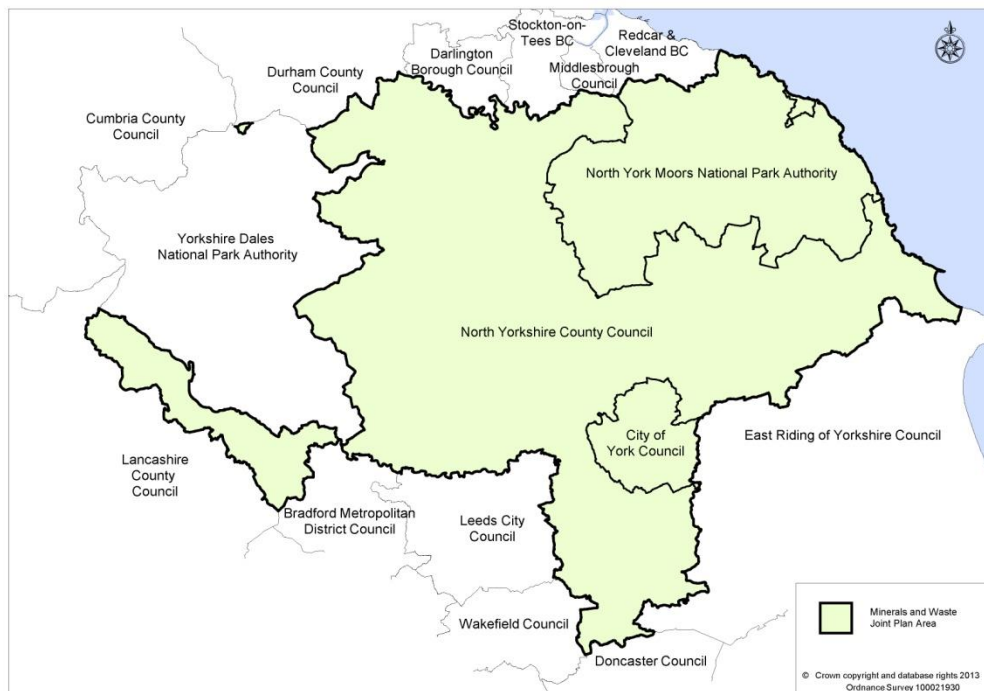 Stockton-on-
Tees BC
Redcar &
Cleveland BC
Darlington
Borough Council
Middlesbrough
Council
Durham County
Council
Cumbria County
Council
North York Moors National Park Authority
Yorkshire Dales
National Park Authority
North Yorkshire County Council
City of
York Council
East Riding of Yorkshire Council
Lancashire
County
Council
Bradford Metropolitan
District Council
Leeds City
Council
Wakefield Council
Doncaster Council
Minerals and Waste
Joint Plan Area
© Crown copyright and database rights 2013
Ordnance Survey 100021930